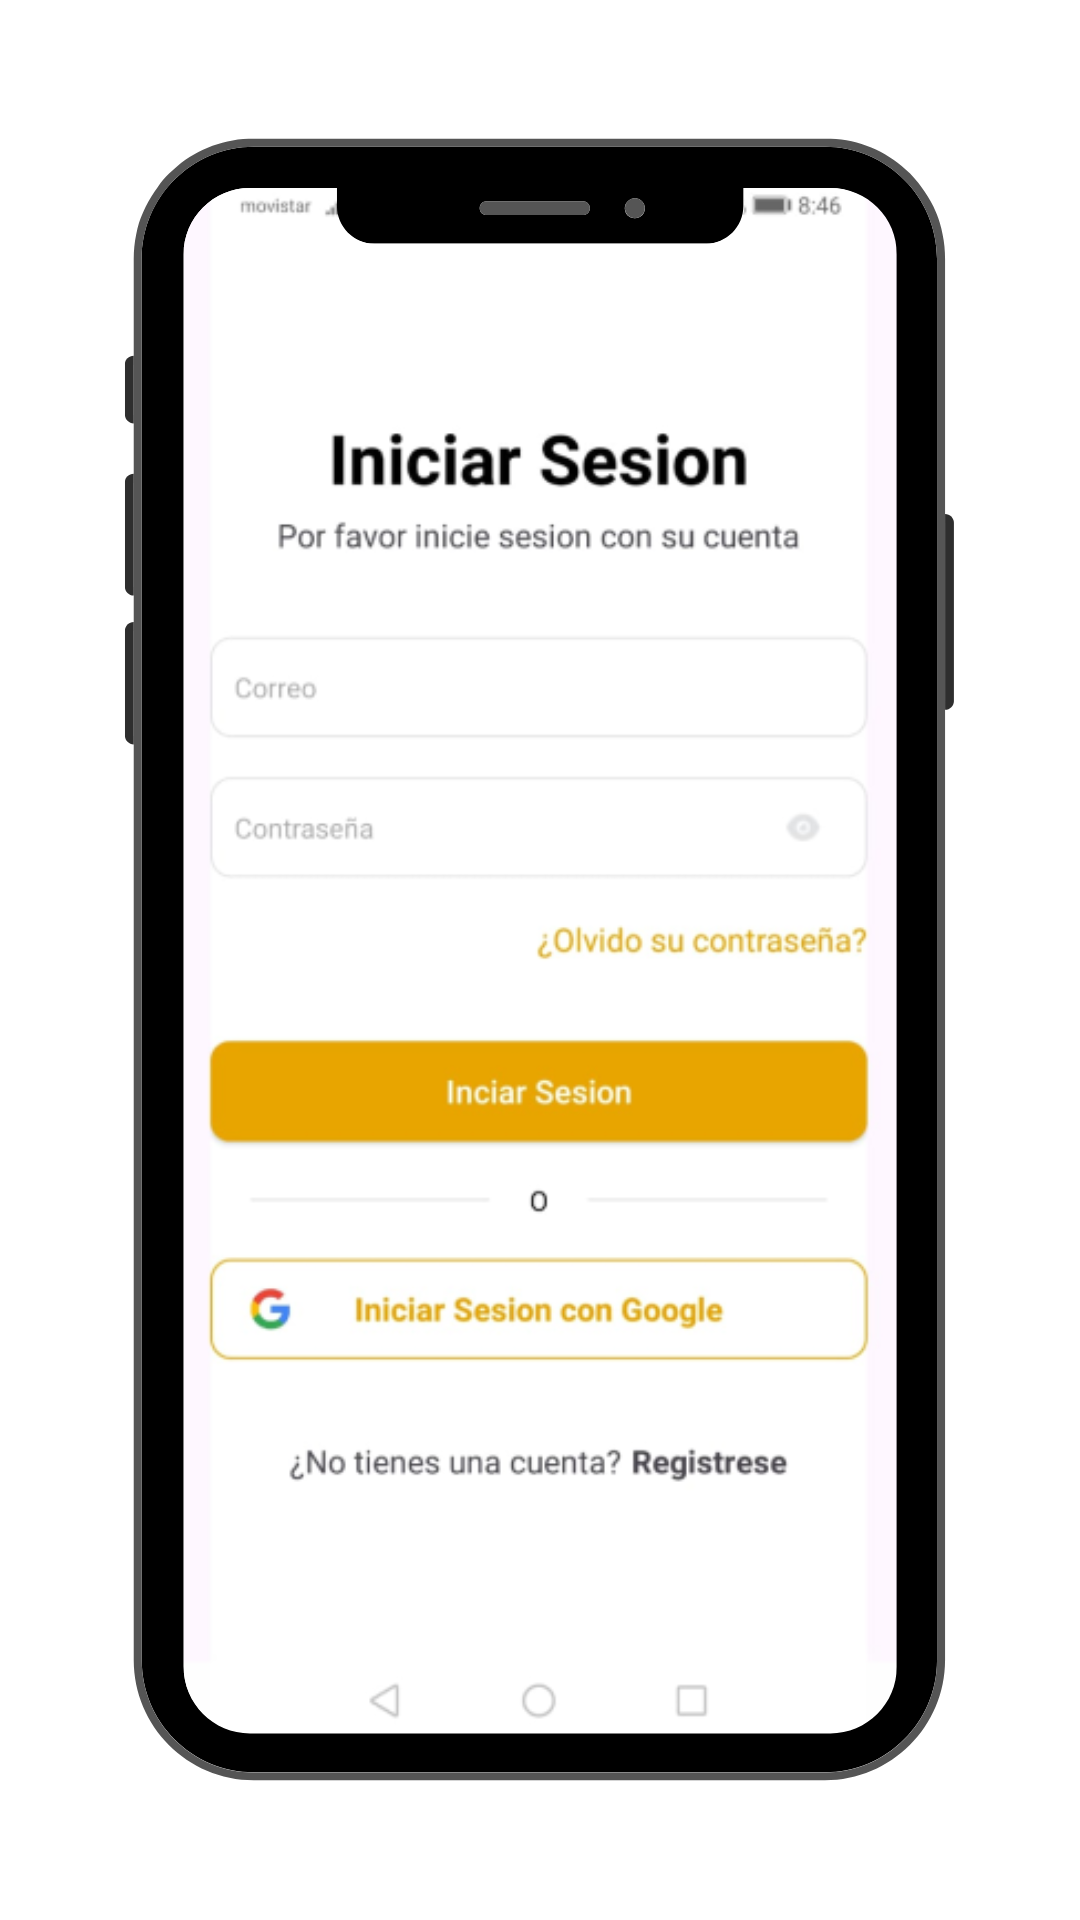 movistar 8:46
Iniciar Sesion
Por favor inicie sesion con su cuenta
Correo
Contraseña
¿Olvido su contraseña?
Inciar Sesion
O
Iniciar Sesion con Google
¿No tienes una cuenta? Registrese